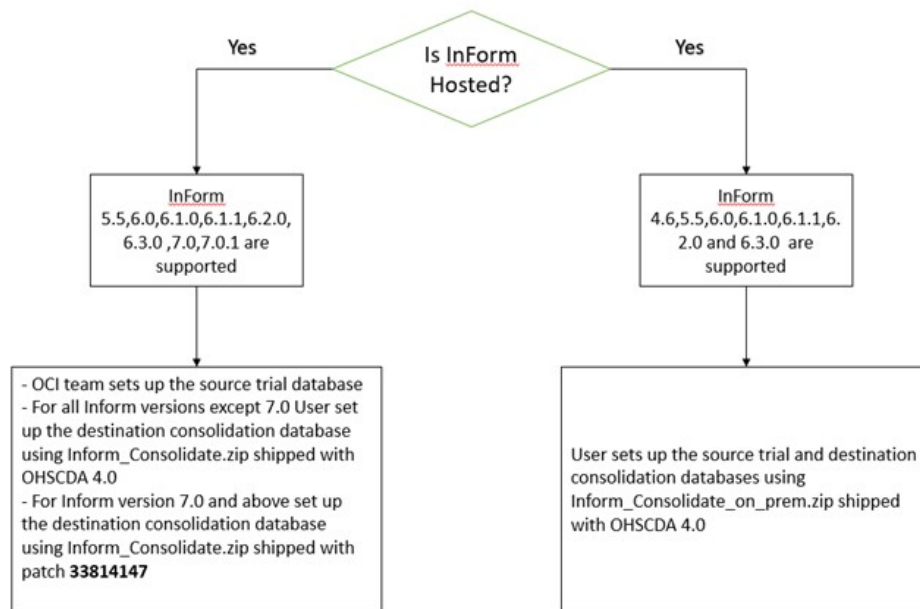 Yes
Is InForm
Hosted?
Yes
InForm
5.5,6.0,6.1.0,6.1.1,6.2.0,
6.3.0 ,7.0,7.0.1 are
supported
InForm
4.6,5.5,6.0,6.1.0,6.1.1,6.
2.0 and 6.3.0 are
supported
- OCI team sets up the source trial database
- For all Inform versions except 7.0 User set
up the destination consolidation database
using Inform_Consolidate.zip shipped with
OHSCDA 4.0
- For Inform version 7.0 and above set up
the destination consolidation database
using Inform_Consolidate.zip shipped with
patch 33814147
User sets up the source trial and destination
consolidation databases using
Inform_Consolidate_on_prem.zip shipped
with OHSCDA 4.0